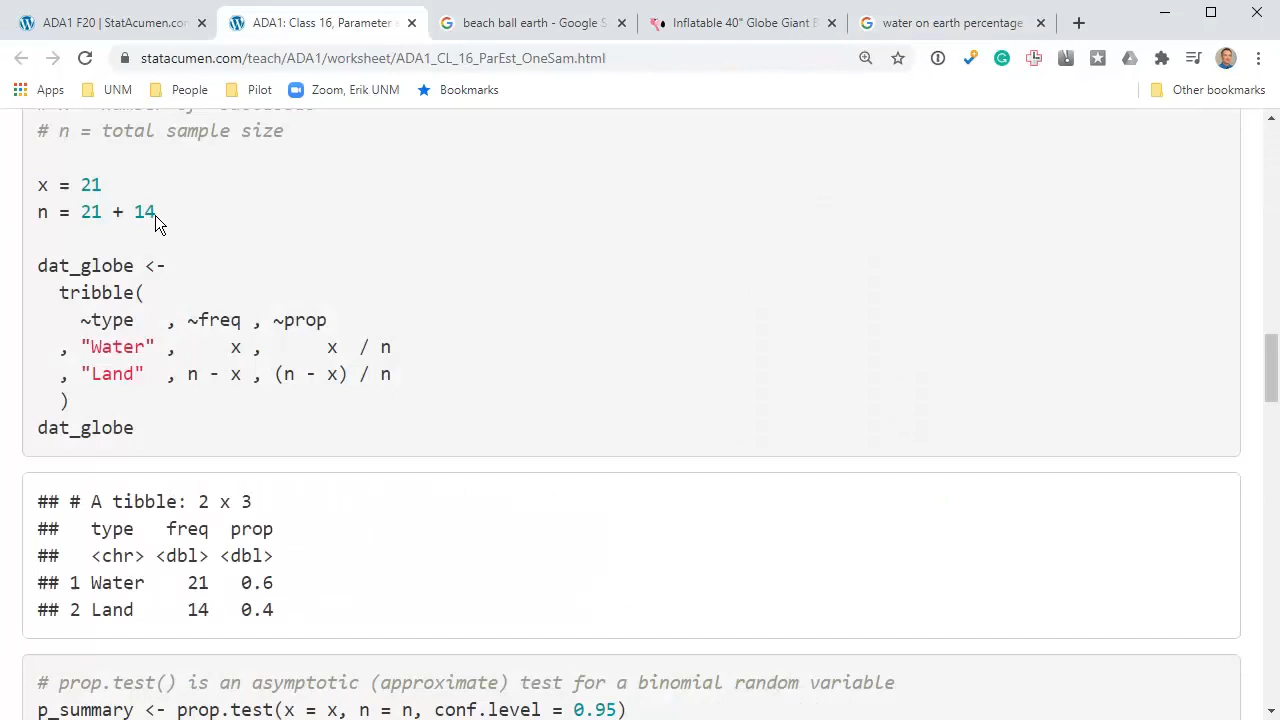 ADA1 F20 | StatAcumen.co
ADA1: Class 16, Parameter
beach ball earth - Google S
Inflatable 40" Globe Giant B
water on earth percentage
statacumen.com/teach/ADA1/worksheet/ADA1_CL_16_ParEst_OneSam.html
Apps
UNM
People
Pilot
Zoom, Erik UNM
Bookmarks
Other bookmarks
# n = total sample size
x = 21
n = 21 + 14
dat_globe <-
tribble(
~type , ~freq , ~prop
, "Water" , x , x / n
, "Land" , n - x , (n - x) / n
)
dat_globe
## # A tibble: 2 x 3
## type freq prop
## <chr> <dbl> <dbl>
## 1 Water 21 0.6
## 2 Land 14 0.4
# prop.test() is an asymptotic (approximate) test for a binomial random variable
p_summary <- prop.test(x = x, n = n, conf.level = 0.95)